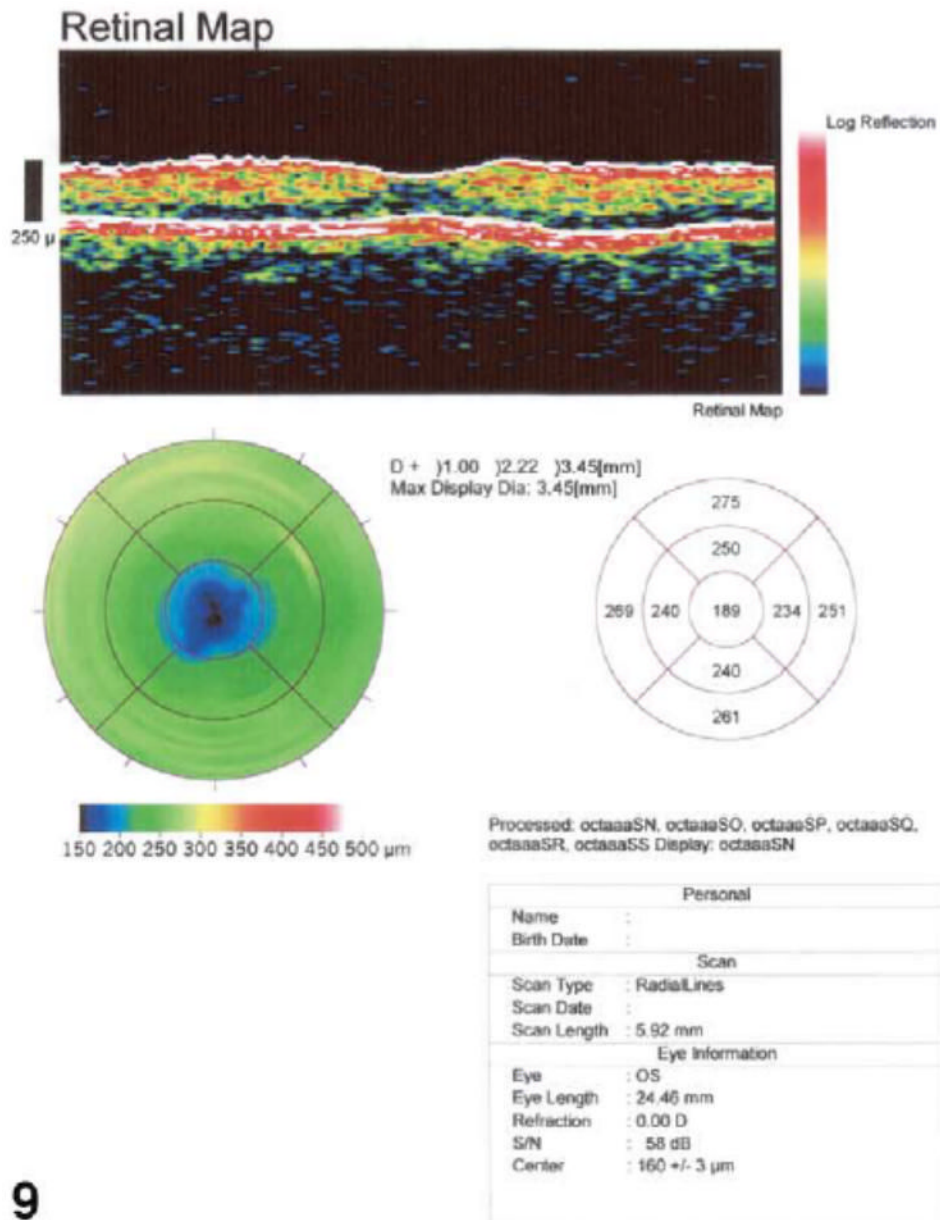 Retinal Map
Log Reflection
250 µ
Retinal Map
D + )1.00 )2.22 )3.45[mm]
Max Display Dia: 3.45[mm]
275
250
269 240 189 234 251
240
261
150 200 250 300 350 400 450 500 µm
Processed: octaaaSN, octaaaSO, octaaaSP, octaaaSQ,
octaaaSR, octaaaSS Display: octaaaSN
Personal
Name :
Birth Date :
Scan
Scan Type : RadialLines
Scan Date :
Scan Length : 5.92 mm
Eye Information
Eye : OS
Eye Length : 24.46 mm
Refraction : 0.00 D
S/N : 58 dB
Center : 160 +/- 3 µm
9